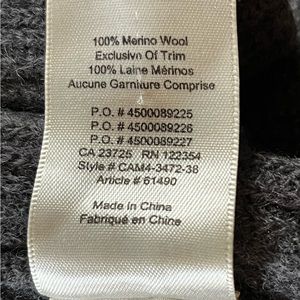 100% Merino Wool
Exclusive Of Trim
100% Laine Mérinos
Aucune Garniture Comprise
P.O. # 4500089225
P.O. # 4500089226
P.O. # 4500089227
CA 23725 RN 122354
Style # CAM4-3472-38
Article # 61490
Made in China
Fabriqué en Chine